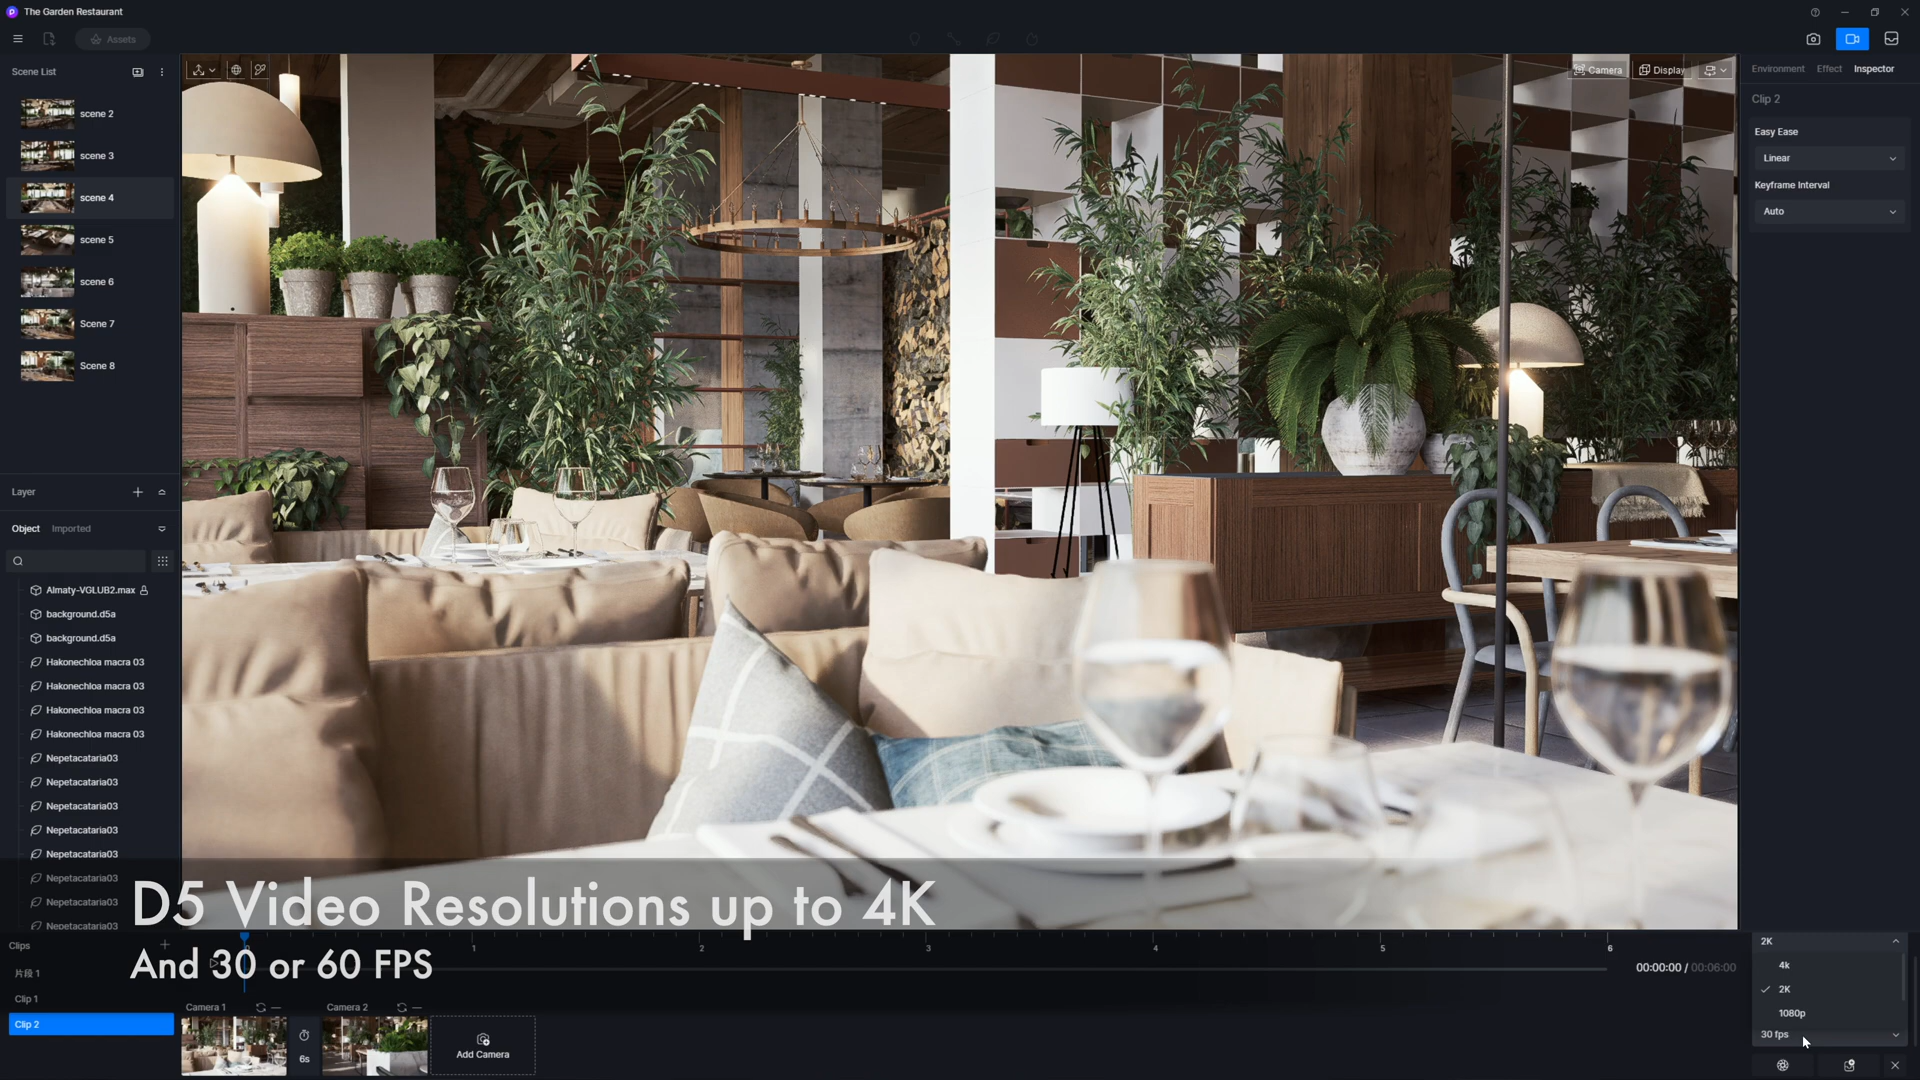 The Garden Restaurant
Assets
Scene List
Camera
Display
Environment
Effect
Inspector
scene 2
scene 3
scene 4
scene 5
scene 6
Scene 7
Scene 8
Clip 2
Easy Ease
Linear
Keyframe Interval
Auto
Layer
Object
Imported
Almaty-VGLUB2.max
background.d5a
background.d5a
Hakonechloa macra 03
Hakonechloa macra 03
Hakonechloa macra 03
Hakonechloa macra 03
Nepetacataria03
Nepetacataria03
Nepetacataria03
Nepetacataria03
Nepetacataria03
Nepetacataria03
Nepetacataria03
Nepetacataria03
D5 Video Resolutions up to 4K
And 30 or 60 FPS
Clips
片段 1
Clip 1
Clip 2
1
2
3
4
5
6
00:00:00 / 00:06:00
Camera 1
6s
Camera 2
Add Camera
2K
4k
2K
1080p
30 fps